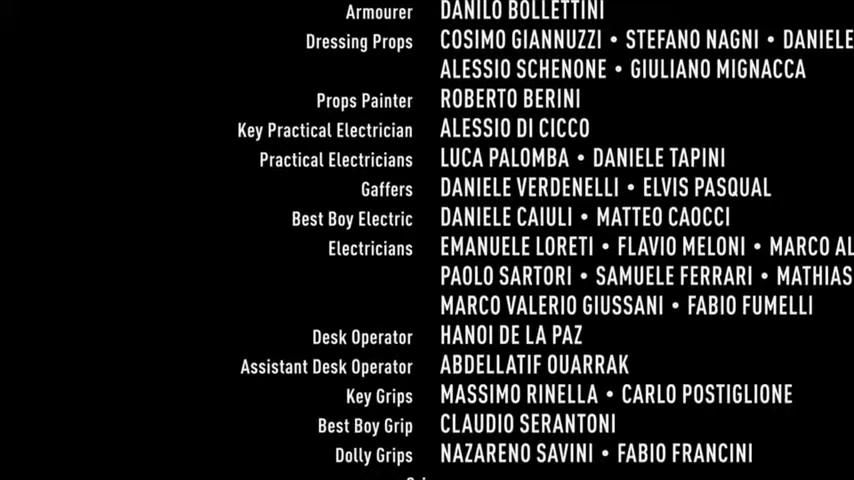 Armourer DANILO BOLLETTINI
Dressing Props COSIMO GIANNUZZI • STEFANO NAGNI • DANIELE
ALESSIO SCHENONE • GIULIANO MIGNACCA
Props Painter ROBERTO BERINI
Key Practical Electrician ALESSIO DI CICCO
Practical Electricians LUCA PALOMBA • DANIELE TAPINI
Gaffers DANIELE VERDENELLI • ELVIS PASQUAL
Best Boy Electric DANIELE CAIULI • MATTEO CAOCCI
Electricians EMANUELE LORETI • FLAVIO MELONI • MARCO AL
PAOLO SARTORI • SAMUELE FERRARI • MATHIAS
MARCO VALERIO GIUSSANI • FABIO FUMELLI
Desk Operator HANOI DE LA PAZ
Assistant Desk Operator ABDELLATIF OUARRAK
Key Grips MASSIMO RINELLA • CARLO POSTIGLIONE
Best Boy Grip CLAUDIO SERANTONI
Dolly Grips NAZARENO SAVINI • FABIO FRANCINI